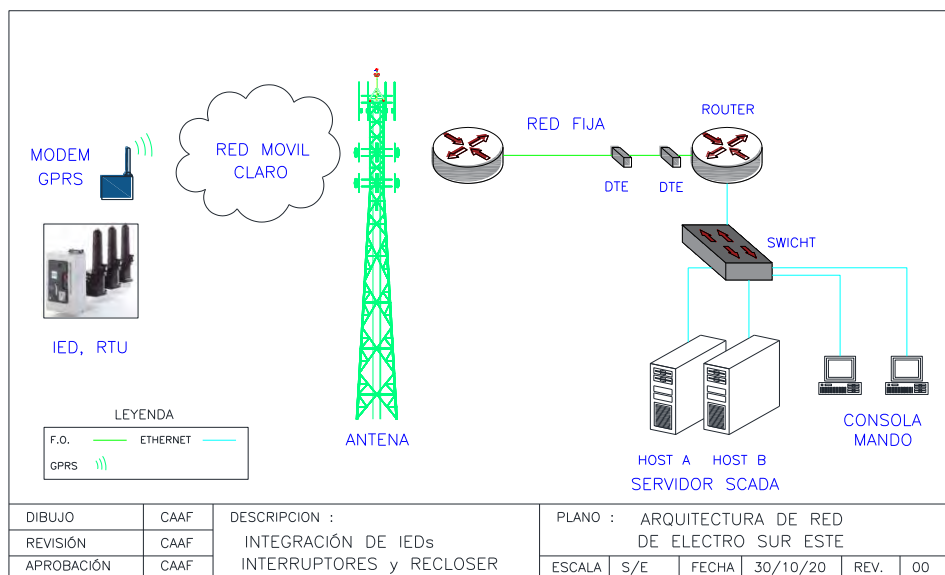 ROUTER
RED FIJA
MODEM
GPRS
RED MOVIL
CLARO
DTE
DTE
SWICHT
IED, RTU
LEYENDA
F.O.
ETHERNET
GPRS
ANTENA
CONSOLA
MANDO
HOST A
HOST B
SERVIDOR SCADA
DIBUJO
CAAF
REVISIÓN
CAAF
APROBACIÓN
CAAF
DESCRIPCION :
INTEGRACIÓN DE IEDs
INTERRUPTORES y RECLOSER
PLANO : ARQUITECTURA DE RED
DE ELECTRO SUR ESTE
ESCALA
S/E
FECHA
30/10/20
REV.
00